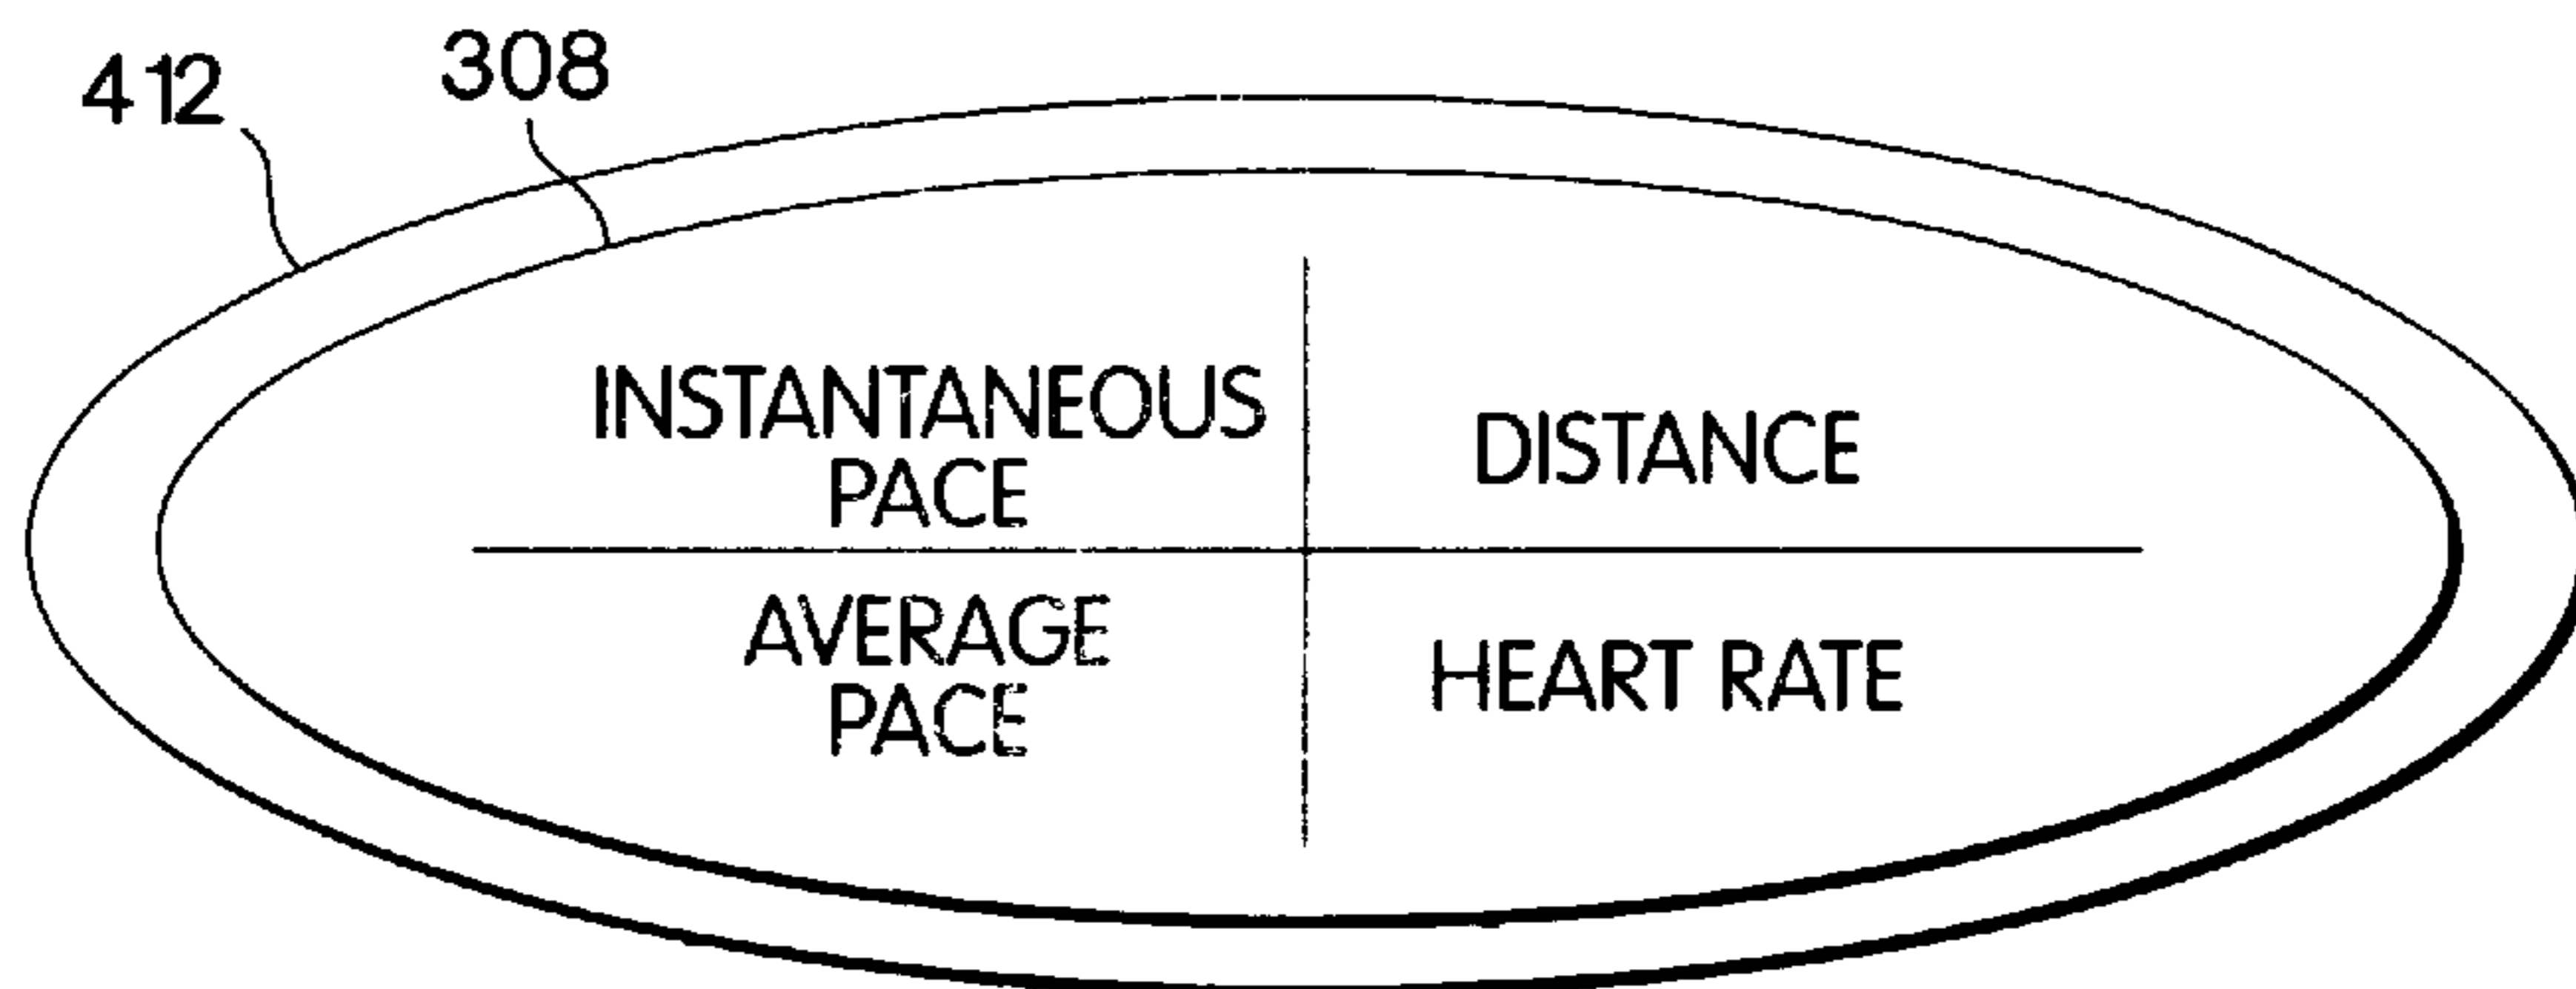 412
308
INSTANTANEOUS
PACE
DISTANCE
AVERAGE
PACE
HEART RATE